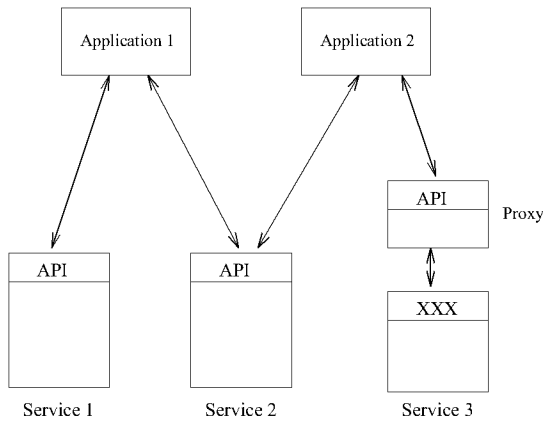 Application 1
Application 2
API
Proxy
API
API
XXX
Service 1
Service 2
Service 3